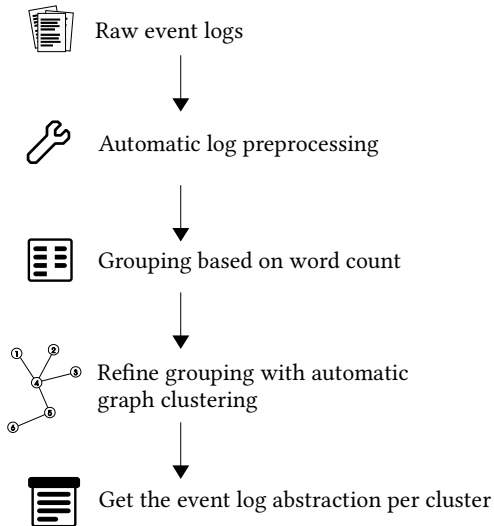 Raw event logs
Automatic log preprocessing
Grouping based on word count
1
2
3
4
5
6
Refine grouping with automatic
graph clustering
Get the event log abstraction per cluster